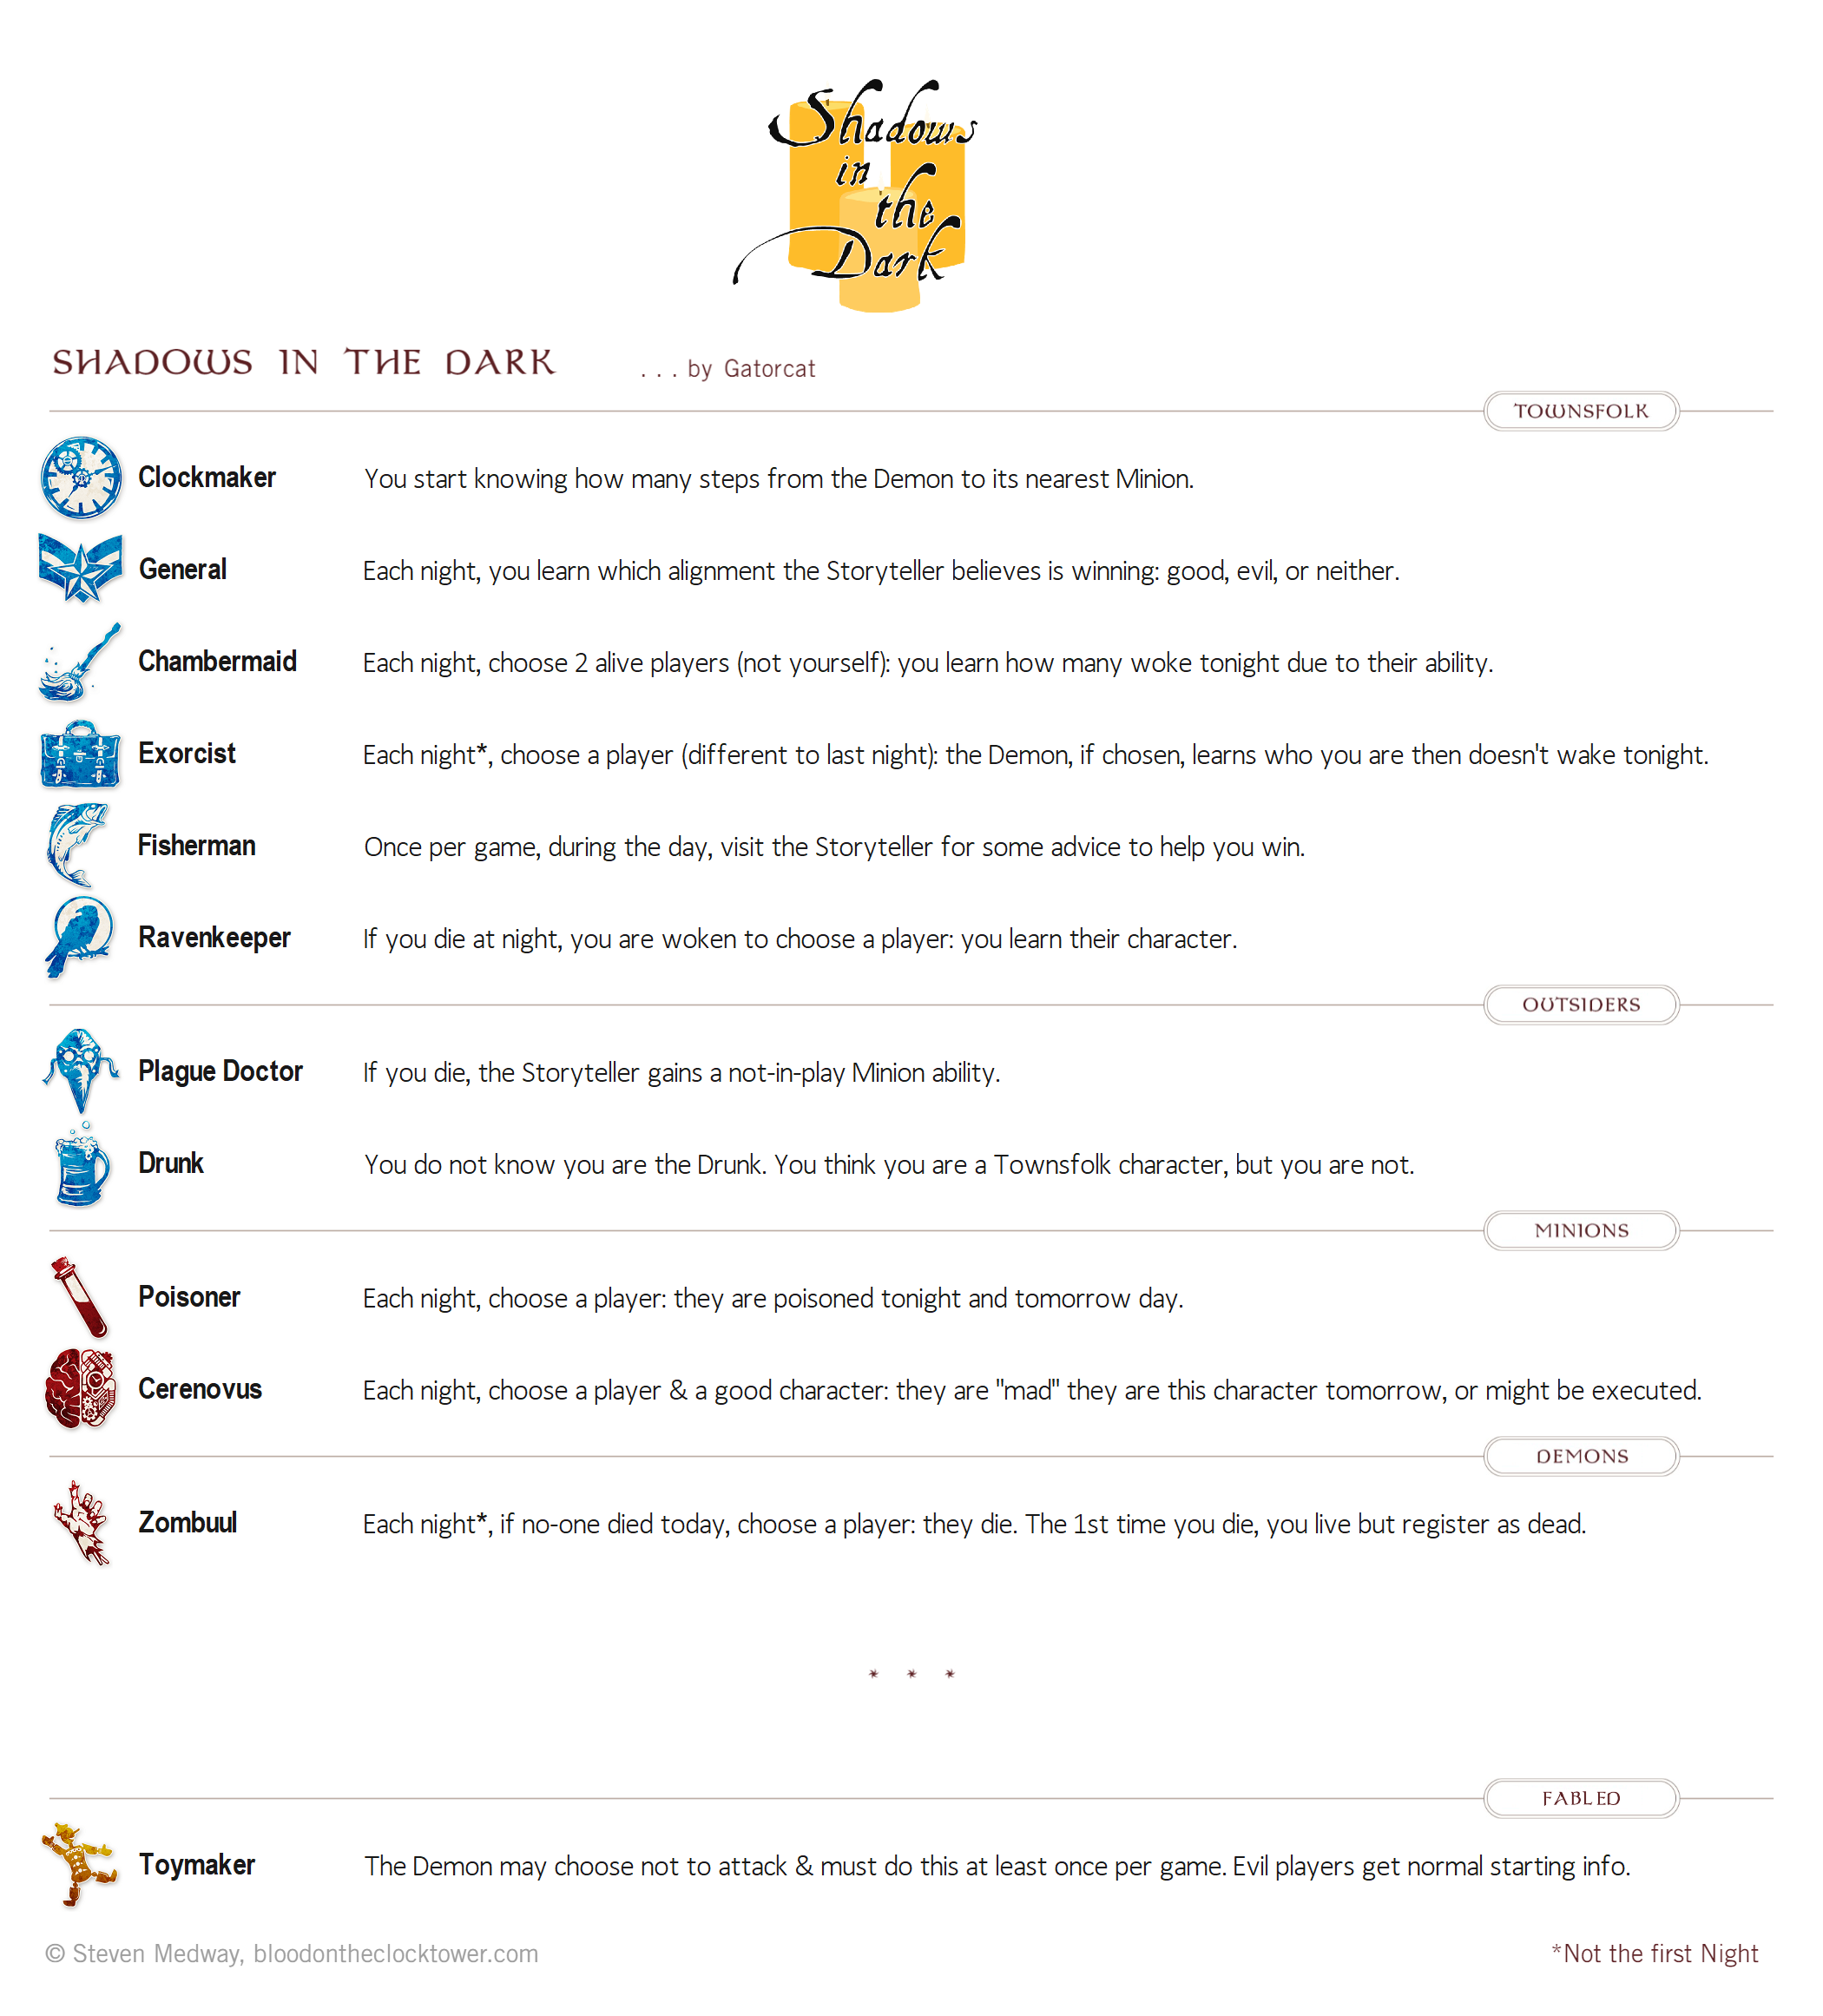 Shadows
in
the
Dark
SHADOWS IN THE DARK . . . by Gatorcat
TOWNSFOLK
Clockmaker You start knowing how many steps from the Demon to its nearest Minion.
General Each night, you learn which alignment the Storyteller believes is winning: good, evil, or neither.
Chambermaid Each night, choose 2 alive players (not yourself): you learn how many woke tonight due to their ability.
Exorcist Each night*, choose a player (different to last night): the Demon, if chosen, learns who you are then doesn't wake tonight.
Fisherman Once per game, during the day, visit the Storyteller for some advice to help you win.
Ravenkeeper If you die at night, you are woken to choose a player: you learn their character.
OUTSIDERS
Plague Doctor If you die, the Storyteller gains a not-in-play Minion ability.
Drunk You do not know you are the Drunk. You think you are a Townsfolk character, but you are not.
MINIONS
Poisoner Each night, choose a player: they are poisoned tonight and tomorrow day.
Cerenovus Each night, choose a player & a good character: they are "mad" they are this character tomorrow, or might be executed.
DEMONS
Zombuul Each night*, if no-one died today, choose a player: they die. The 1st time you die, you live but register as dead.
* * *
FABLED
Toymaker The Demon may choose not to attack & must do this at least once per game. Evil players get normal starting info.
© Steven Medway, bloodontheclocktower.com *Not the first Night